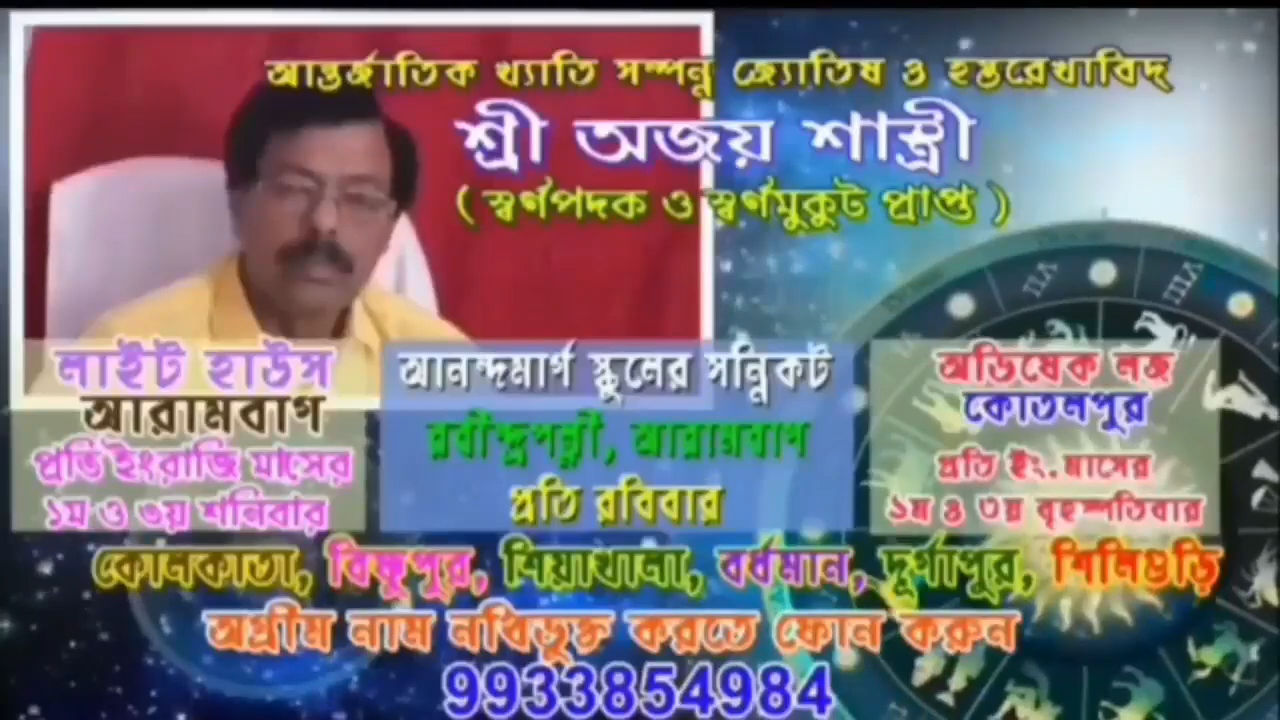 আন্তর্জাতিক খ্যাতি সম্পন্ন জ্যোতিষ ও হস্তরেখাবিদ্
শ্রী অজয় শাস্ত্রী
( স্বর্ণপদক ও স্বর্ণমুকুট প্রাপ্ত )
লাইট হাউস
আরামবাগ
প্রতি ইংরাজি মাসের
১ম ও ৩য় শনিবার
আনন্দমার্গ স্কুলের সন্নিকট
রবীন্দ্রপল্লী, আরামবাগ
প্রতি রবিবার
অভিষেক লজ
কোতলপুর
প্রতি ইং.মাসের
১ম ও ৩য় বৃহস্পতিবার
কোলকাতা, বিষ্ণুপুর, শিয়াখালা, বর্ধমান, দূর্গাপুর, শিলিগুড়ি
অগ্রীম নাম নথিভুক্ত করতে ফোন করুন
9933854984